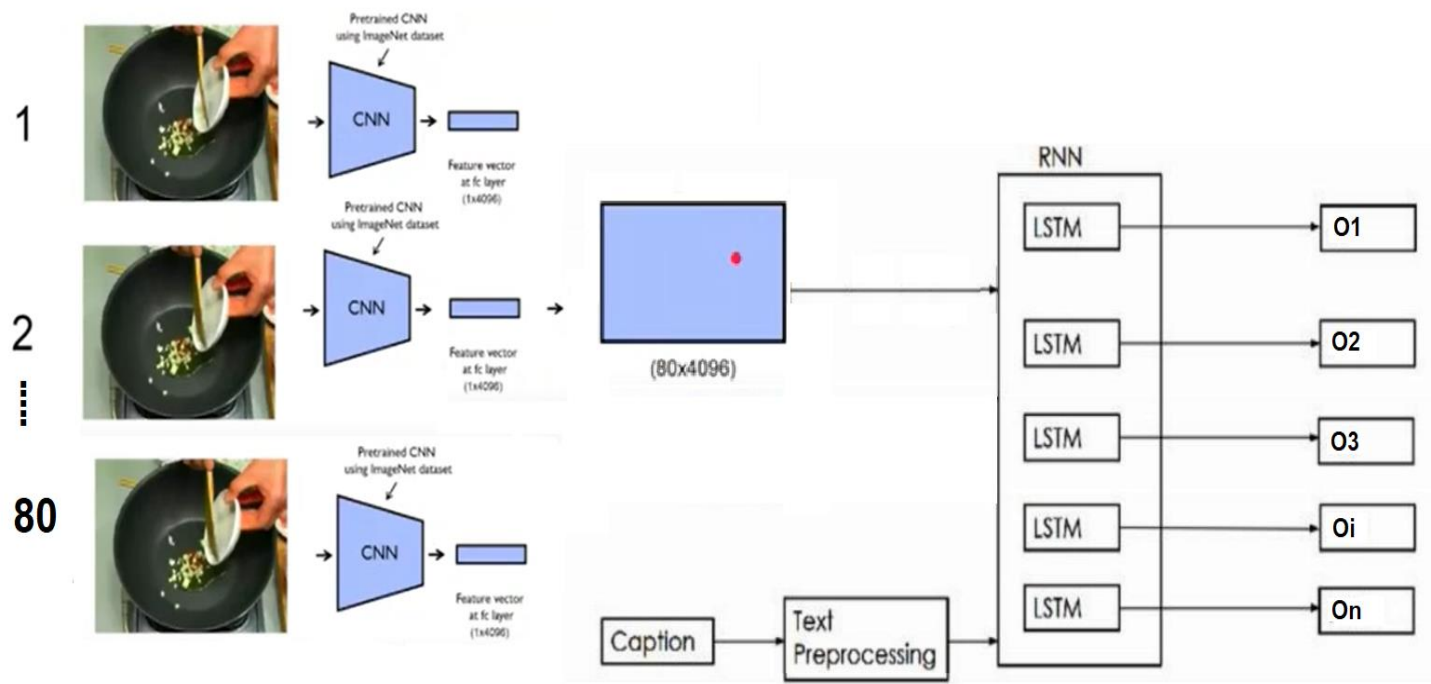 1
Pretrained CNN
using ImageNet dataset
CNN
Feature vector
at fc layer
(1x4096)
2
Pretrained CNN
using ImageNet dataset
CNN
Feature vector
at fc layer
(1x4096)
80
Pretrained CNN
using ImageNet dataset
CNN
Feature vector
at fc layer
(1x4096)
(80x4096)
Caption
Text
Preprocessing
RNN
LSTM
O1
LSTM
O2
LSTM
O3
LSTM
Oi
LSTM
On